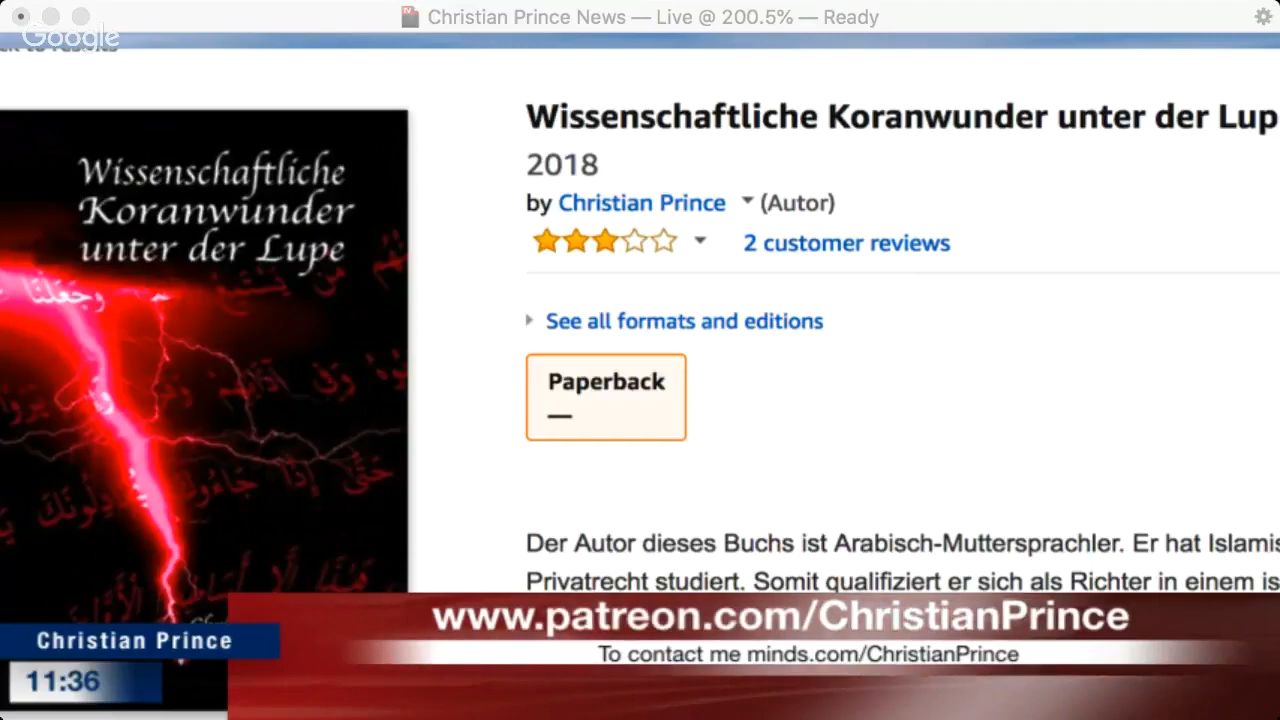 Christian Prince News — Live @ 200.5% — Ready
Google
Wissenschaftliche Koranwunder unter der Lup
2018
by Christian Prince (Autor)
2 customer reviews
See all formats and editions
Paperback
—
Wissenschaftliche
Koranwunder
unter der Lupe
وجعلنا
حتى إذا
Der Autor dieses Buchs ist Arabisch-Muttersprachler. Er hat Islamis
Privatrecht studiert. Somit qualifiziert er sich als Richter in einem is
www.patreon.com/ChristianPrince
To contact me minds.com/ChristianPrince
Christian Prince
11:36